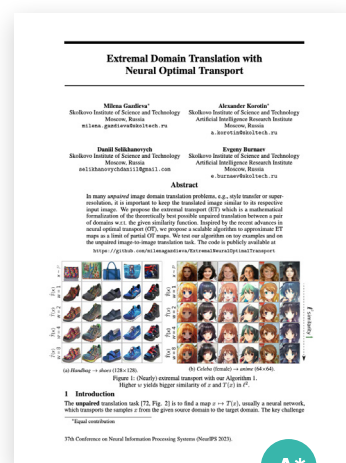 Extremal Domain Translation with
Neural Optimal Transport
Milena Gazdieva*
Skolkovo Institute of Science and Technology
Moscow, Russia
milena.gazdieva@skoltech.ru
Alexander Korotin*
Skolkovo Institute of Science and Technology
Artificial Intelligence Research Institute
Moscow, Russia
a.korotin@skoltech.ru
Daniil Selikhanovych
Skolkovo Institute of Science and Technology
Moscow, Russia
selikhanovychdaniil@gmail.com
Evgeny Burnaev
Skolkovo Institute of Science and Technology
Artificial Intelligence Research Institute
Moscow, Russia
e.burnaev@skoltech.ru
Abstract
In many unpaired image domain translation problems, e.g., style transfer or super-
resolution, it is important to keep the translated image similar to its respective
input image. We propose the extremal transport (ET) which is a mathematical
formalization of the theoretically best possible unpaired translation between a pair
of domains w.r.t. the given similarity function. Inspired by the recent advances in
neural optimal transport (OT), we propose a scalable algorithm to approximate ET
maps as a limit of partial OT maps. We test our algorithm on toy examples and on
the unpaired image-to-image translation task. The code is publicly available at
https://github.com/milenagazdieva/ExtremalNeuralOptimalTransport
similarity
(a) Handbag → shoes (128×128).
(b) Celeba (female) → anime (64×64).
Figure 1: (Nearly) extremal transport with our Algorithm 1.
Higher w yields bigger similarity of x and T(x) in ℓ².
1 Introduction
The unpaired translation task [72, Fig. 2] is to find a map x ↦ T(x), usually a neural network,
which transports the samples x from the given source domain to the target domain. The key challenge
*Equal contribution
37th Conference on Neural Information Processing Systems (NeurIPS 2023).
A*